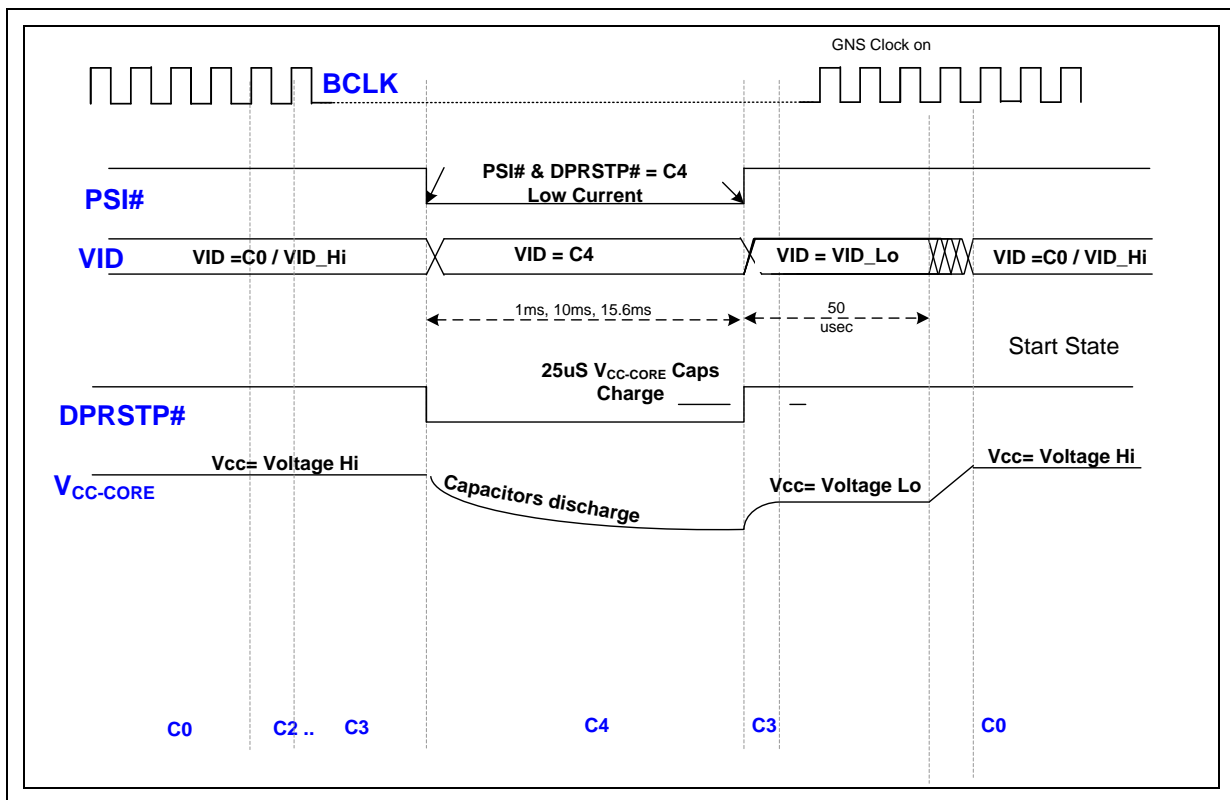 GNS Clock on
BCLK
PSI# & DPRSTP# = C4
Low Current
PSI#
VID
VID =C0 / VID_Hi
VID = C4
VID = VID_Lo
VID =C0 / VID_Hi
1ms, 10ms, 15.6ms
50
usec
Start State
25uS VCC-CORE Caps
Charge
DPRSTP#
Vcc= Voltage Hi
Vcc= Voltage Hi
VCC-CORE
Capacitors discharge
Vcc= Voltage Lo
C0
C2 ..
C3
C4
C3
C0